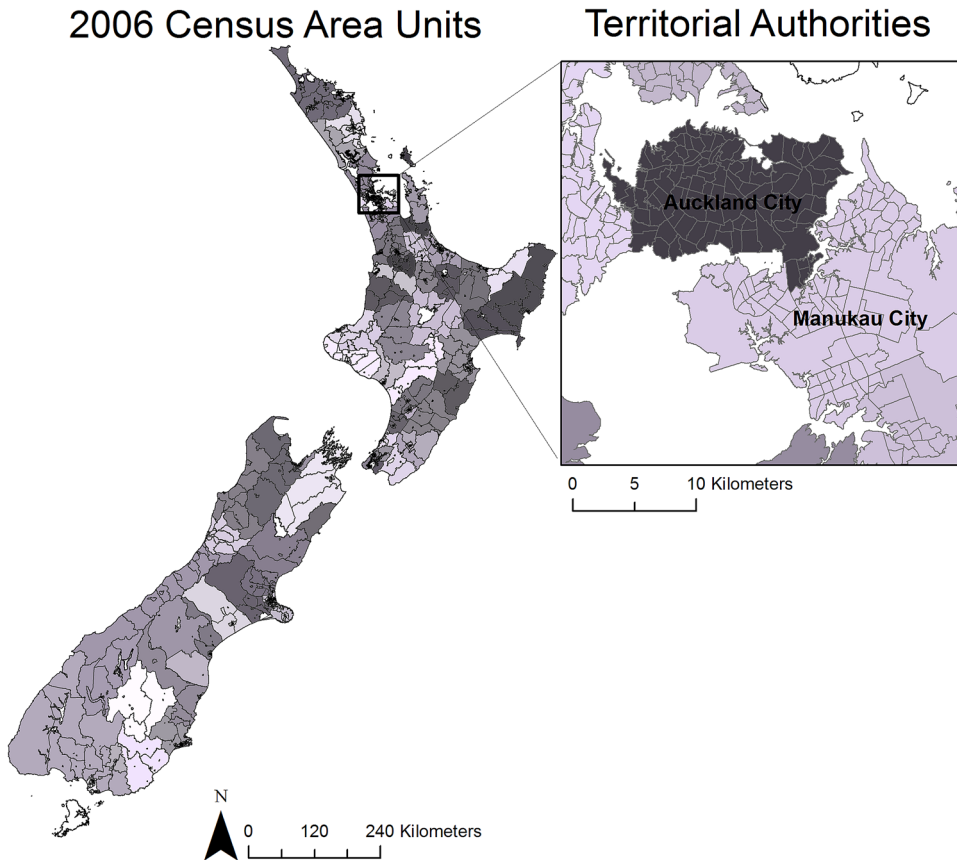 2006 Census Area Units
Territorial Authorities
Auckland City
Manukau City
0 5 10 Kilometers
N
0 120 240 Kilometers